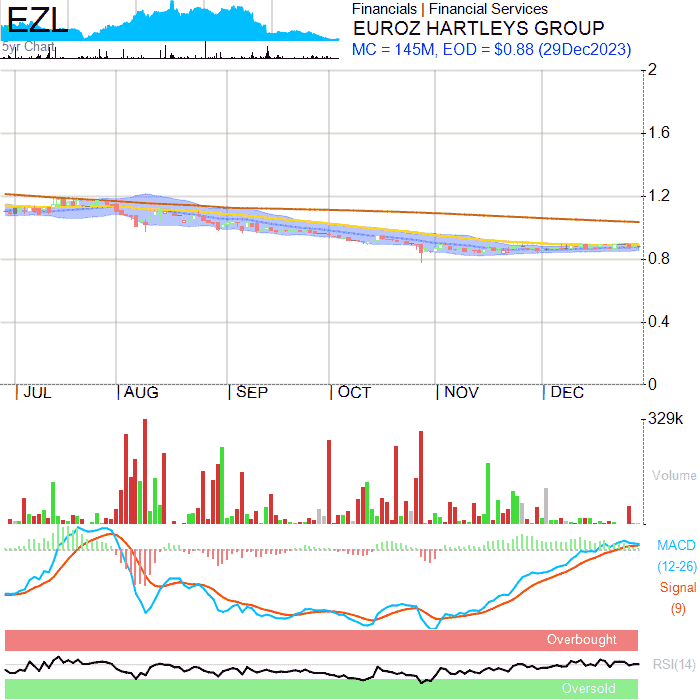 EZL
5yr Chart
Financials | Financial Services
EUROZ HARTLEYS GROUP
MC = 145M, EOD = $0.88 (29Dec2023)
2
1.6
1.2
0.8
0.4
0
JUL AUG SEP OCT NOV DEC
329k
Volume
MACD
(12-26)
Signal
(9)
Overbought
RSI(14)
Oversold